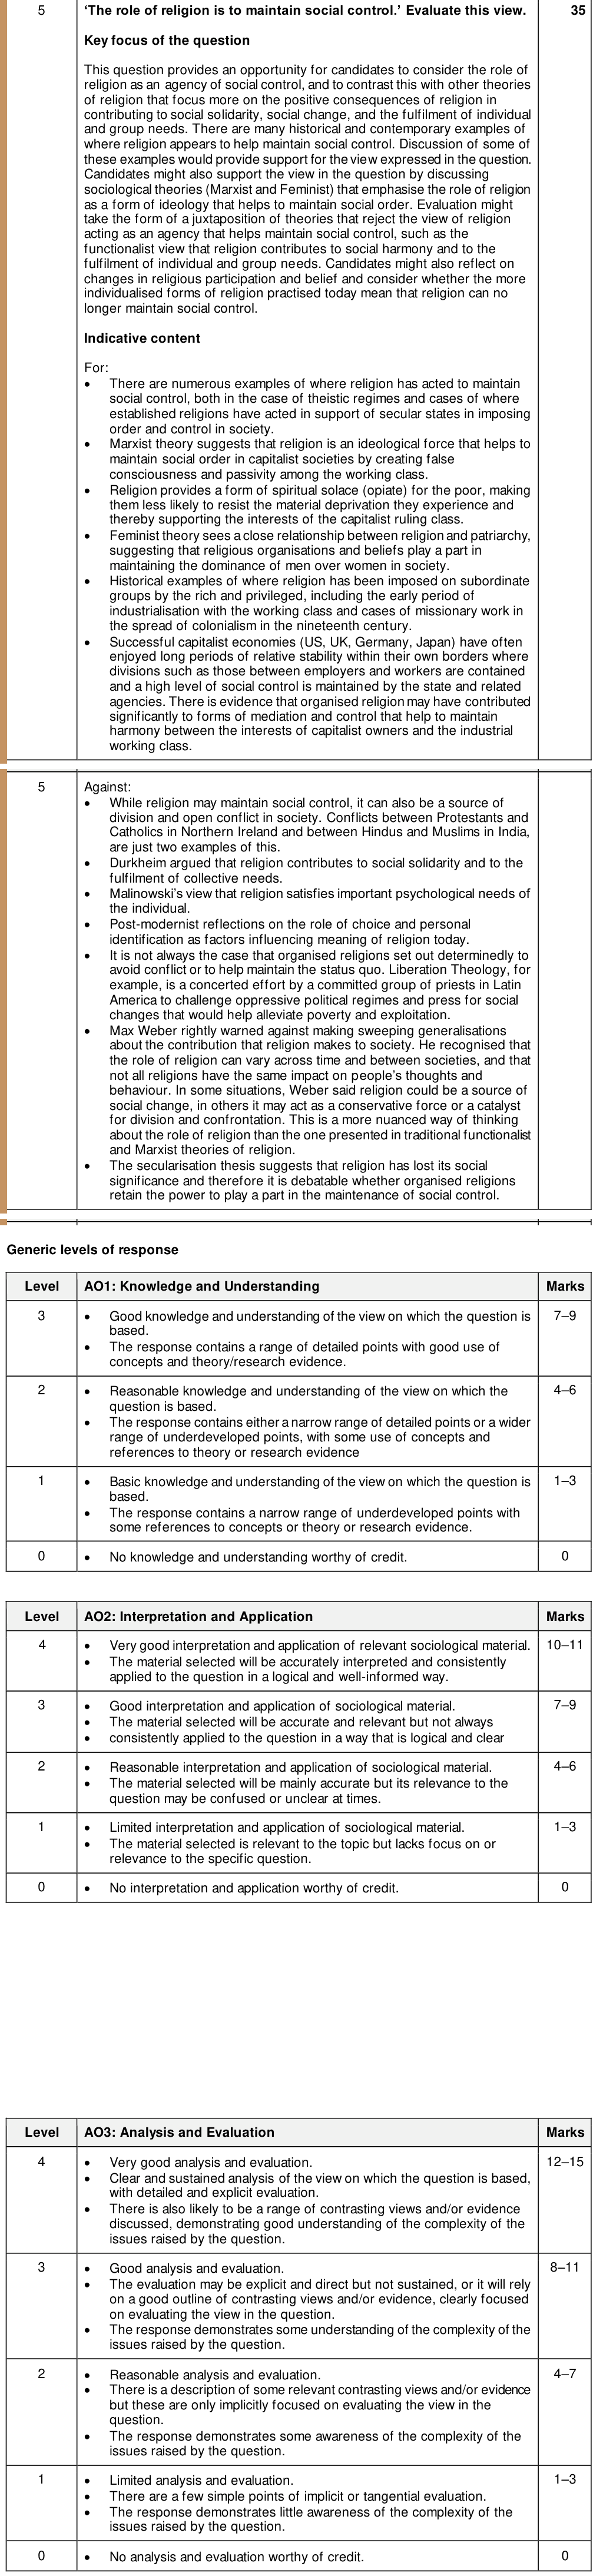 5 ‘The role of religion is to maintain social control.’ Evaluate this view. 35
Key focus of the question
This question provides an opportunity for candidates to consider the role of
religion as an agency of social control, and to contrast this with other theories
of religion that focus more on the positive consequences of religion in
contributing to social solidarity, social change, and the fulfilment of individual
and group needs. There are many historical and contemporary examples of
where religion appears to help maintain social control. Discussion of some of
these examples would provide support for the view expressed in the question.
Candidates might also support the view in the question by discussing
sociological theories (Marxist and Feminist) that emphasise the role of religion
as a form of ideology that helps to maintain social order. Evaluation might
take the form of a juxtaposition of theories that reject the view of religion
acting as an agency that helps maintain social control, such as the
functionalist view that religion contributes to social harmony and to the
fulfilment of individual and group needs. Candidates might also reflect on
changes in religious participation and belief and consider whether the more
individualised forms of religion practised today mean that religion can no
longer maintain social control.
Indicative content
For:
• There are numerous examples of where religion has acted to maintain
social control, both in the case of theistic regimes and cases of where
established religions have acted in support of secular states in imposing
order and control in society.
• Marxist theory suggests that religion is an ideological force that helps to
maintain social order in capitalist societies by creating false
consciousness and passivity among the working class.
• Religion provides a form of spiritual solace (opiate) for the poor, making
them less likely to resist the material deprivation they experience and
thereby supporting the interests of the capitalist ruling class.
• Feminist theory sees a close relationship between religion and patriarchy,
suggesting that religious organisations and beliefs play a part in
maintaining the dominance of men over women in society.
• Historical examples of where religion has been imposed on subordinate
groups by the rich and privileged, including the early period of
industrialisation with the working class and cases of missionary work in
the spread of colonialism in the nineteenth century.
• Successful capitalist economies (US, UK, Germany, Japan) have often
enjoyed long periods of relative stability within their own borders where
divisions such as those between employers and workers are contained
and a high level of social control is maintained by the state and related
agencies. There is evidence that organised religion may have contributed
significantly to forms of mediation and control that help to maintain
harmony between the interests of capitalist owners and the industrial
working class.
5 Against:
• While religion may maintain social control, it can also be a source of
division and open conflict in society. Conflicts between Protestants and
Catholics in Northern Ireland and between Hindus and Muslims in India,
are just two examples of this.
• Durkheim argued that religion contributes to social solidarity and to the
fulfilment of collective needs.
• Malinowski’s view that religion satisfies important psychological needs of
the individual.
• Post-modernist reflections on the role of choice and personal
identification as factors influencing meaning of religion today.
• It is not always the case that organised religions set out determinedly to
avoid conflict or to help maintain the status quo. Liberation Theology, for
example, is a concerted effort by a committed group of priests in Latin
America to challenge oppressive political regimes and press for social
changes that would help alleviate poverty and exploitation.
• Max Weber rightly warned against making sweeping generalisations
about the contribution that religion makes to society. He recognised that
the role of religion can vary across time and between societies, and that
not all religions have the same impact on people’s thoughts and
behaviour. In some situations, Weber said religion could be a source of
social change, in others it may act as a conservative force or a catalyst
for division and confrontation. This is a more nuanced way of thinking
about the role of religion than the one presented in traditional functionalist
and Marxist theories of religion.
• The secularisation thesis suggests that religion has lost its social
significance and therefore it is debatable whether organised religions
retain the power to play a part in the maintenance of social control.
Generic levels of response
Level AO1: Knowledge and Understanding Marks
3 • Good knowledge and understanding of the view on which the question is 7–9
based.
• The response contains a range of detailed points with good use of
concepts and theory/research evidence.
2 • Reasonable knowledge and understanding of the view on which the 4–6
question is based.
• The response contains either a narrow range of detailed points or a wider
range of underdeveloped points, with some use of concepts and
references to theory or research evidence
1 • Basic knowledge and understanding of the view on which the question is 1–3
based.
• The response contains a narrow range of underdeveloped points with
some references to concepts or theory or research evidence.
0 • No knowledge and understanding worthy of credit. 0
Level AO2: Interpretation and Application Marks
4 • Very good interpretation and application of relevant sociological material. 10–11
• The material selected will be accurately interpreted and consistently
applied to the question in a logical and well-informed way.
3 • Good interpretation and application of sociological material. 7–9
• The material selected will be accurate and relevant but not always
• consistently applied to the question in a way that is logical and clear
2 • Reasonable interpretation and application of sociological material. 4–6
• The material selected will be mainly accurate but its relevance to the
question may be confused or unclear at times.
1 • Limited interpretation and application of sociological material. 1–3
• The material selected is relevant to the topic but lacks focus on or
relevance to the specific question.
0 • No interpretation and application worthy of credit. 0
Level AO3: Analysis and Evaluation Marks
4 • Very good analysis and evaluation. 12–15
• Clear and sustained analysis of the view on which the question is based,
with detailed and explicit evaluation.
• There is also likely to be a range of contrasting views and/or evidence
discussed, demonstrating good understanding of the complexity of the
issues raised by the question.
3 • Good analysis and evaluation. 8–11
• The evaluation may be explicit and direct but not sustained, or it will rely
on a good outline of contrasting views and/or evidence, clearly focused
on evaluating the view in the question.
• The response demonstrates some understanding of the complexity of the
issues raised by the question.
2 • Reasonable analysis and evaluation. 4–7
• There is a description of some relevant contrasting views and/or evidence
but these are only implicitly focused on evaluating the view in the
question.
• The response demonstrates some awareness of the complexity of the
issues raised by the question.
1 • Limited analysis and evaluation. 1–3
• There are a few simple points of implicit or tangential evaluation.
• The response demonstrates little awareness of the complexity of the
issues raised by the question.
0 • No analysis and evaluation worthy of credit. 0